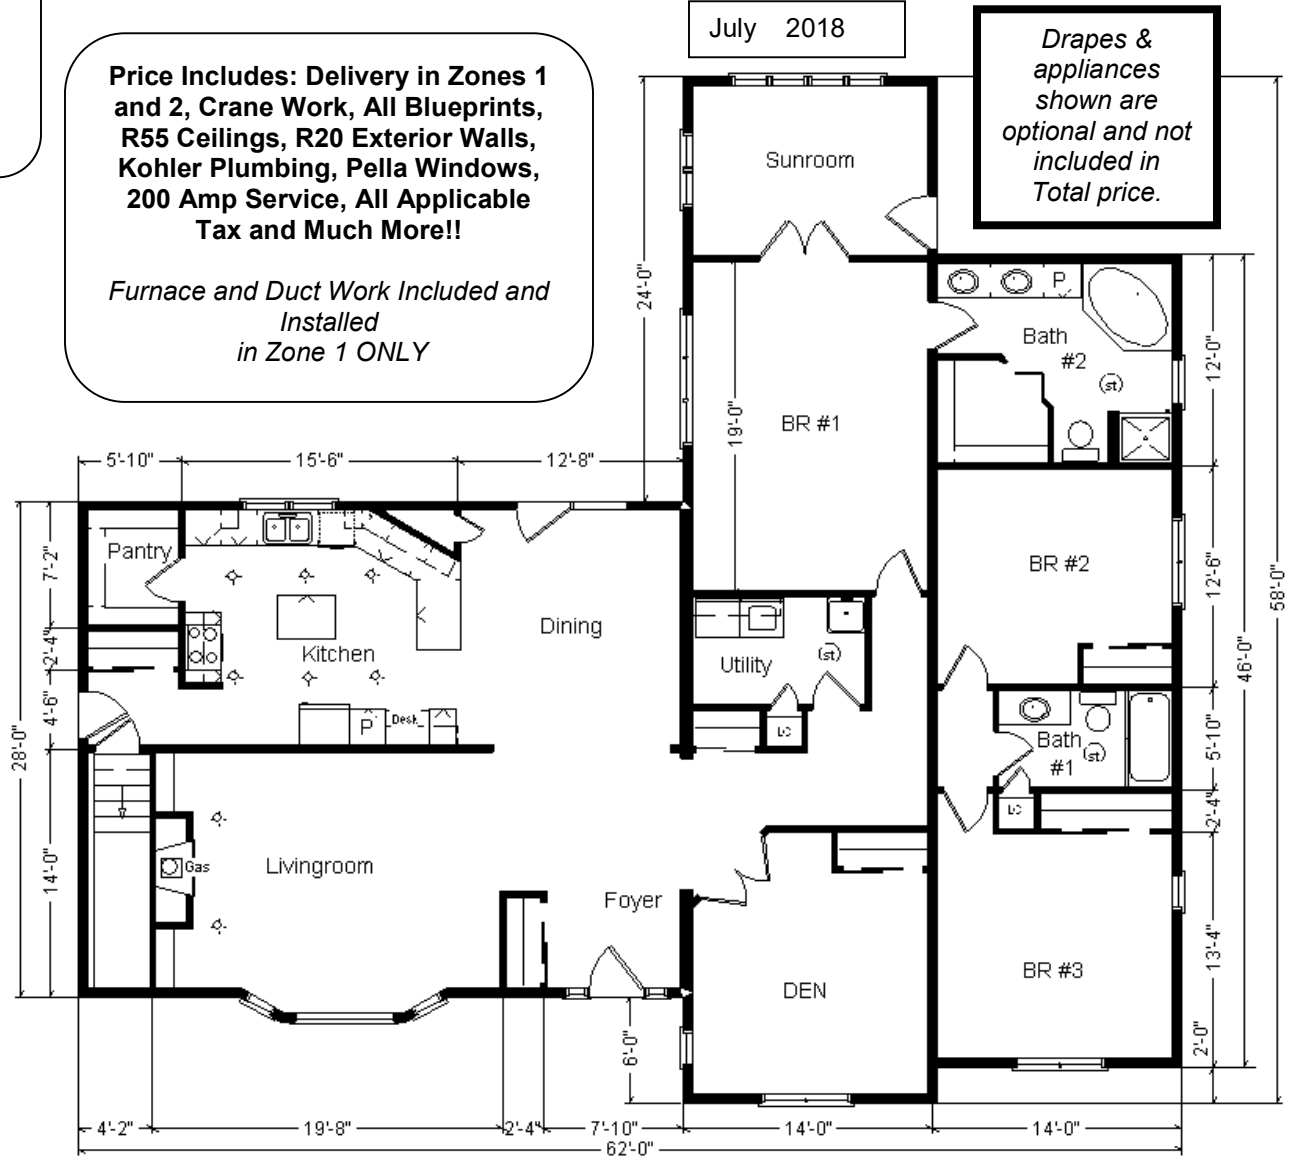 July 2018
Price Includes: Delivery in Zones 1
and 2, Crane Work, All Blueprints,
R55 Ceilings, R20 Exterior Walls,
Kohler Plumbing, Pella Windows,
200 Amp Service, All Applicable
Tax and Much More!!
Furnace and Duct Work Included and
Installed
in Zone 1 ONLY
Drapes &
appliances
shown are
optional and not
included in
Total price.
Sunroom
24'-0"
P
Bath
#2
(st)
12'-0"
19'-0"
BR #1
58'-0"
46'-0"
5'-10"
15'-6"
12'-8"
Pantry
7'-2"
2'-4"
4'-6"
28'-0"
14'-0"
Kitchen
Dining
P
Desk
Utility
(st)
LC
BR #2
12'-6"
Bath
#1
(st)
5'-10"
LC
2'-4"
Gas
Livingroom
Foyer
DEN
BR #3
13'-4"
2'-0"
6'-0"
4'-2"
19'-8"
2'-4"
7'-10"
14'-0"
14'-0"
62'-0"